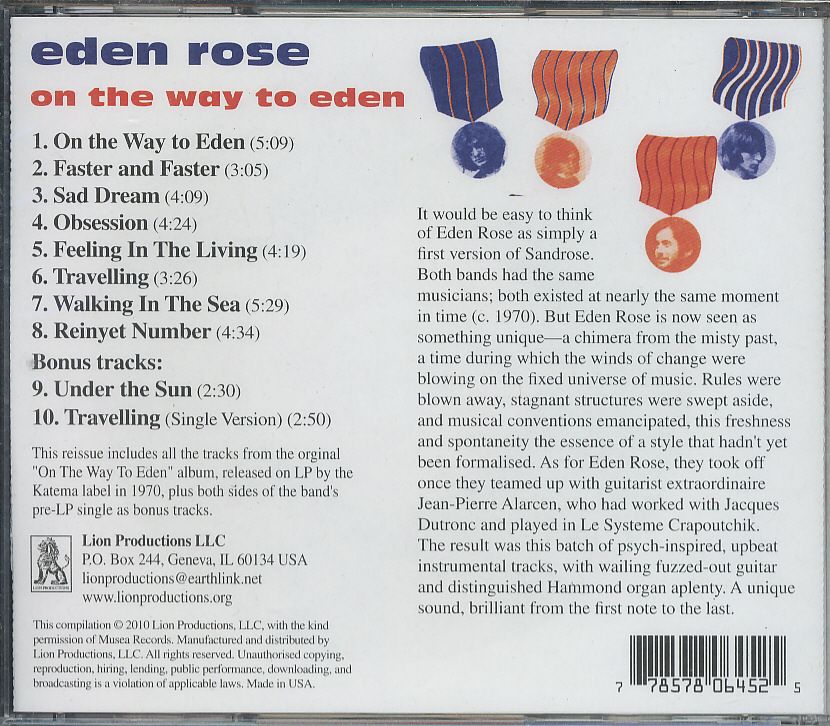 eden rose
on the way to eden
1. On the Way to Eden (5:09)
2. Faster and Faster (3:05)
3. Sad Dream (4:09)
4. Obsession (4:24)
5. Feeling In The Living (4:19)
6. Travelling (3:26)
7. Walking In The Sea (5:29)
8. Reinyet Number (4:34)
Bonus tracks:
9. Under the Sun (2:30)
10. Travelling (Single Version) (2:50)
This reissue includes all the tracks from the orginal
"On The Way To Eden" album, released on LP by the
Katema label in 1970, plus both sides of the band's
pre-LP single as bonus tracks.
LION PRODUCTIONS
Lion Productions LLC
P.O. Box 244, Geneva, IL 60134 USA
lionproductions@earthlink.net
www.lionproductions.org
This compilation © 2010 Lion Productions, LLC, with the kind
permission of Musea Records. Manufactured and distributed by
Lion Productions, LLC. All rights reserved. Unauthorised copying,
reproduction, hiring, lending, public performance, downloading, and
broadcasting is a violation of applicable laws. Made in USA.
It would be easy to think
of Eden Rose as simply a
first version of Sandrose.
Both bands had the same
musicians; both existed at nearly the same moment
in time (c. 1970). But Eden Rose is now seen as
something unique—a chimera from the misty past,
a time during which the winds of change were
blowing on the fixed universe of music. Rules were
blown away, stagnant structures were swept aside,
and musical conventions emancipated, this freshness
and spontaneity the essence of a style that hadn't yet
been formalised. As for Eden Rose, they took off
once they teamed up with guitarist extraordinaire
Jean-Pierre Alarcen, who had worked with Jacques
Dutronc and played in Le Systeme Crapoutchik.
The result was this batch of psych-inspired, upbeat
instrumental tracks, with wailing fuzzed-out guitar
and distinguished Hammond organ aplenty. A unique
sound, brilliant from the first note to the last.
7 78578 06452 5